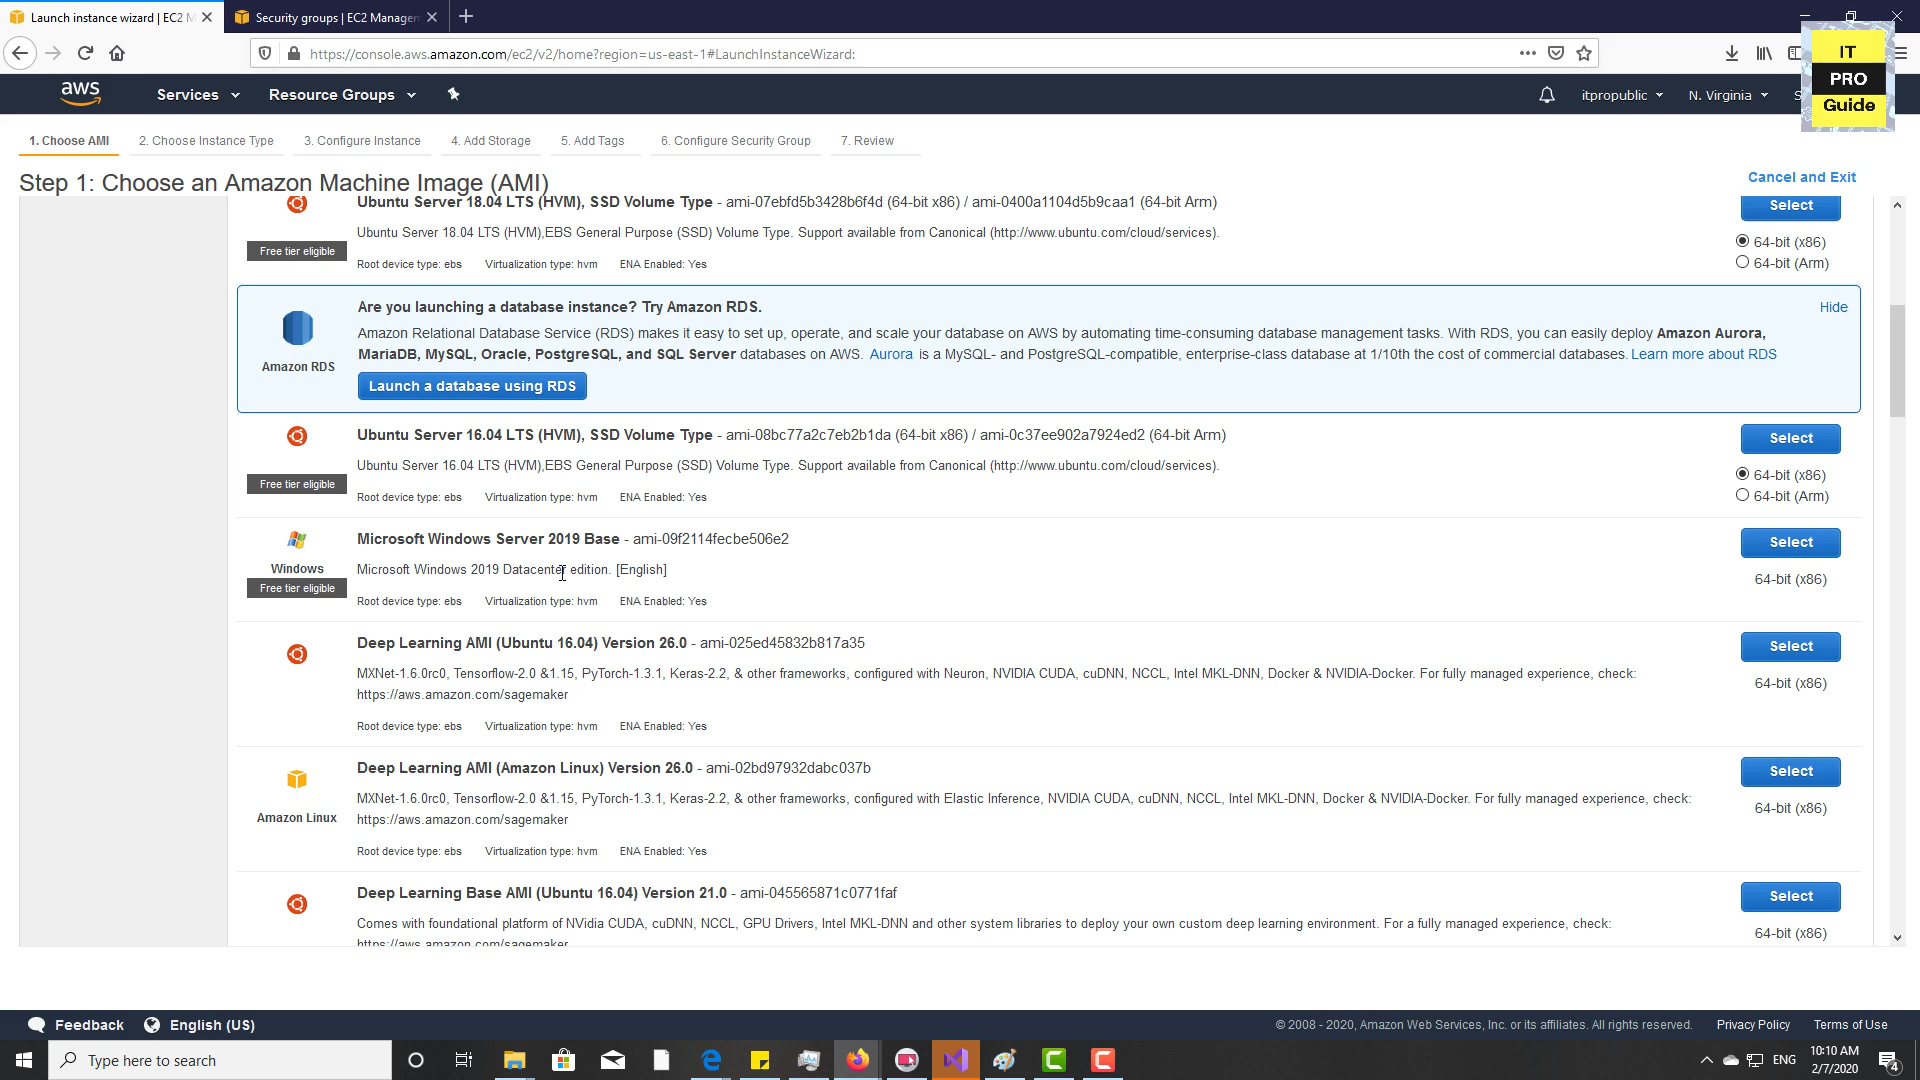 Launch instance wizard | EC2 M
Security groups | EC2 Managem
https://console.aws.amazon.com/ec2/v2/home?region=us-east-1#LaunchInstanceWizard:
IT
PRO
Guide
aws
Services
Resource Groups
itpropublic
N. Virginia
1. Choose AMI
2. Choose Instance Type
3. Configure Instance
4. Add Storage
5. Add Tags
6. Configure Security Group
7. Review
Step 1: Choose an Amazon Machine Image (AMI)
Cancel and Exit
Ubuntu Server 18.04 LTS (HVM), SSD Volume Type - ami-07ebfd5b3428b6f4d (64-bit x86) / ami-0400a1104d5b9caa1 (64-bit Arm)
Select
Ubuntu Server 18.04 LTS (HVM),EBS General Purpose (SSD) Volume Type. Support available from Canonical (http://www.ubuntu.com/cloud/services).
64-bit (x86)
Free tier eligible
64-bit (Arm)
Root device type: ebs Virtualization type: hvm ENA Enabled: Yes
Are you launching a database instance? Try Amazon RDS.
Hide
Amazon Relational Database Service (RDS) makes it easy to set up, operate, and scale your database on AWS by automating time-consuming database management tasks. With RDS, you can easily deploy Amazon Aurora,
MariaDB, MySQL, Oracle, PostgreSQL, and SQL Server databases on AWS. Aurora is a MySQL- and PostgreSQL-compatible, enterprise-class database at 1/10th the cost of commercial databases. Learn more about RDS
Amazon RDS
Launch a database using RDS
Ubuntu Server 16.04 LTS (HVM), SSD Volume Type - ami-08bc77a2c7eb2b1da (64-bit x86) / ami-0c37ee902a7924ed2 (64-bit Arm)
Select
Ubuntu Server 16.04 LTS (HVM),EBS General Purpose (SSD) Volume Type. Support available from Canonical (http://www.ubuntu.com/cloud/services).
64-bit (x86)
Free tier eligible
64-bit (Arm)
Root device type: ebs Virtualization type: hvm ENA Enabled: Yes
Microsoft Windows Server 2019 Base - ami-09f2114fecbe506e2
Select
Windows
Microsoft Windows 2019 Datacenter edition. [English]
64-bit (x86)
Free tier eligible
Root device type: ebs Virtualization type: hvm ENA Enabled: Yes
Deep Learning AMI (Ubuntu 16.04) Version 26.0 - ami-025ed45832b817a35
Select
MXNet-1.6.0rc0, Tensorflow-2.0 &1.15, PyTorch-1.3.1, Keras-2.2, & other frameworks, configured with Neuron, NVIDIA CUDA, cuDNN, NCCL, Intel MKL-DNN, Docker & NVIDIA-Docker. For fully managed experience, check:
https://aws.amazon.com/sagemaker
64-bit (x86)
Root device type: ebs Virtualization type: hvm ENA Enabled: Yes
Deep Learning AMI (Amazon Linux) Version 26.0 - ami-02bd97932dabc037b
Select
MXNet-1.6.0rc0, Tensorflow-2.0 &1.15, PyTorch-1.3.1, Keras-2.2, & other frameworks, configured with Elastic Inference, NVIDIA CUDA, cuDNN, NCCL, Intel MKL-DNN, Docker & NVIDIA-Docker. For fully managed experience, check:
https://aws.amazon.com/sagemaker
64-bit (x86)
Amazon Linux
Root device type: ebs Virtualization type: hvm ENA Enabled: Yes
Deep Learning Base AMI (Ubuntu 16.04) Version 21.0 - ami-045565871c0771faf
Select
Comes with foundational platform of NVidia CUDA, cuDNN, NCCL, GPU Drivers, Intel MKL-DNN and other system libraries to deploy your own custom deep learning environment. For a fully managed experience, check:
https://aws.amazon.com/sagemaker
64-bit (x86)
Feedback
English (US)
© 2008 - 2020, Amazon Web Services, Inc. or its affiliates. All rights reserved.
Privacy Policy
Terms of Use
Type here to search
ENG
10:10 AM
2/7/2020
4